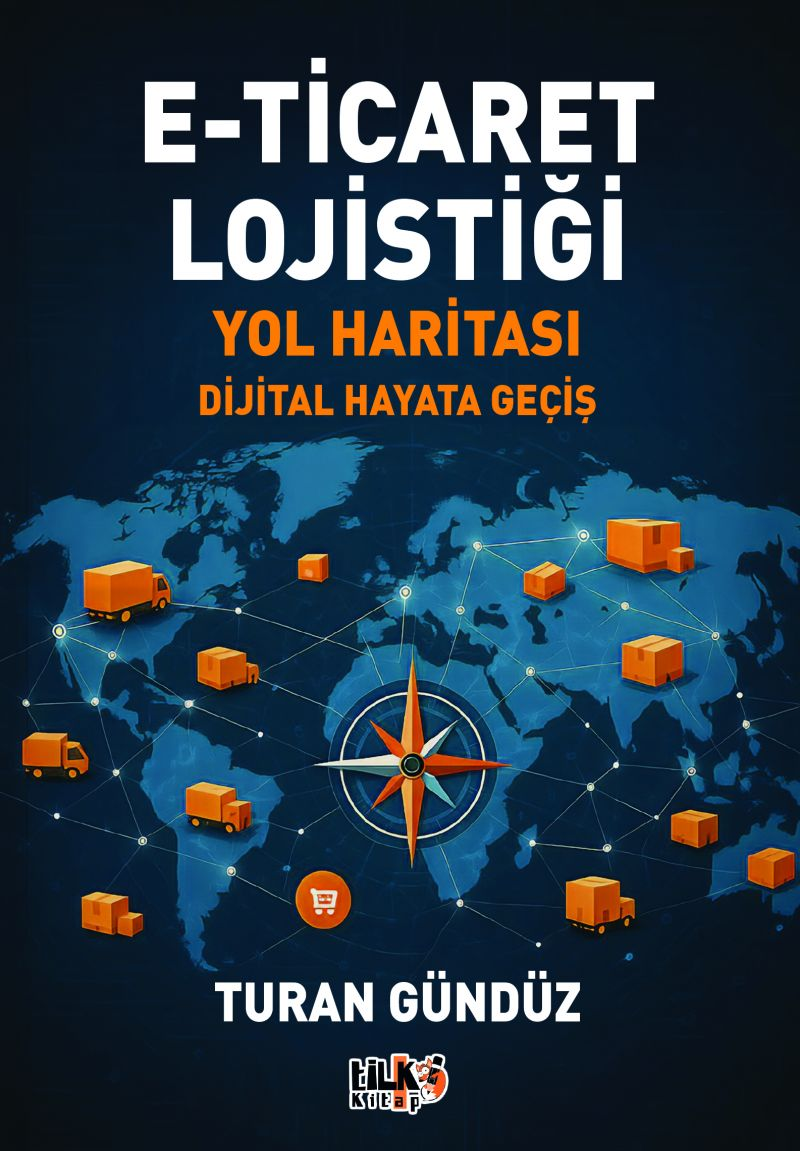 E-TİCARET
LOJİSTİĞİ
YOL HARİTASI
DİJİTAL HAYATA GEÇİŞ
TURAN GÜNDÜZ
tiLKi
Kitap